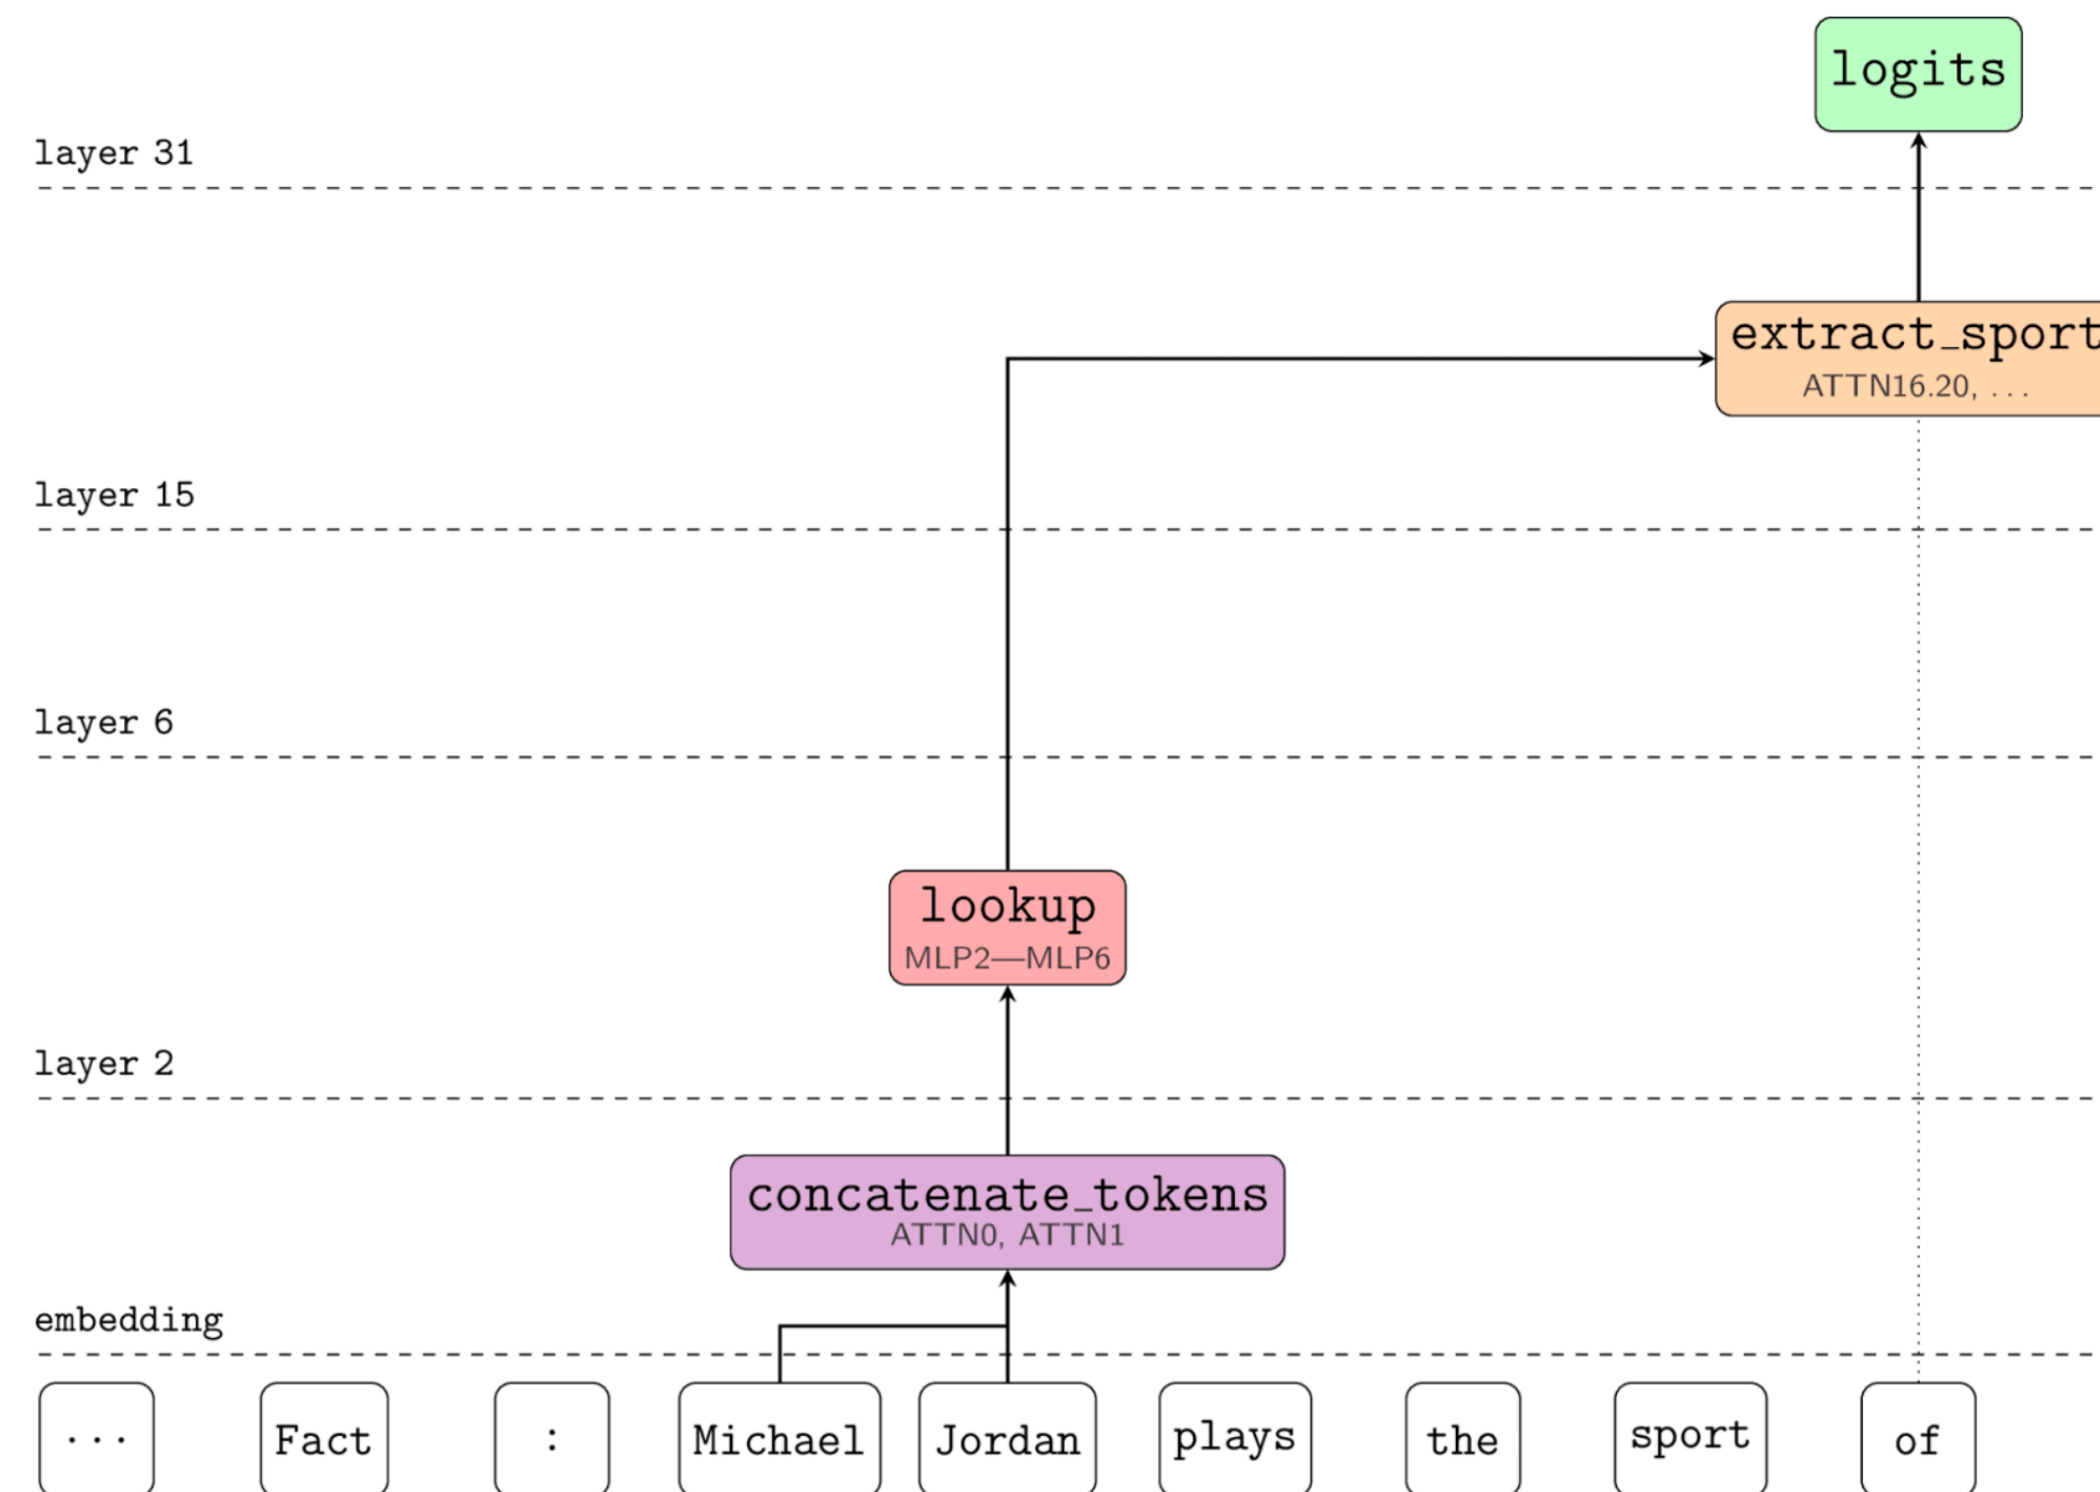 logits
layer 31
extract_sport
ATTN16.20, ...
layer 15
layer 6
lookup
MLP2—MLP6
layer 2
concatenate_tokens
ATTN0, ATTN1
embedding
... Fact : Michael Jordan plays the sport of